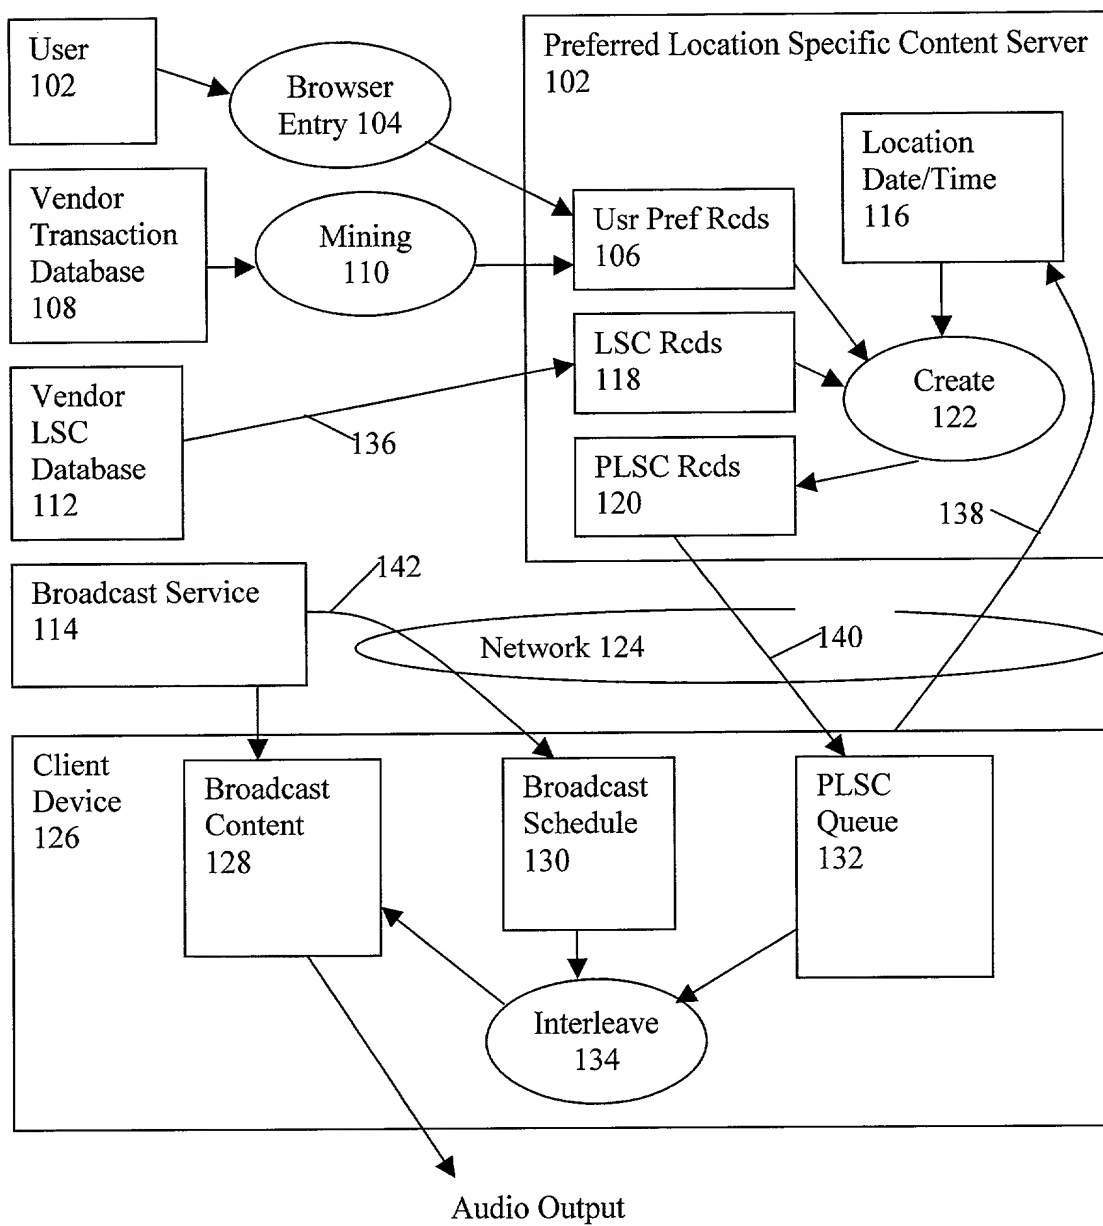 User
102
Browser
Entry 104
Preferred Location Specific Content Server
102
Location
Date/Time
116
Vendor
Transaction
Database
108
Mining
110
Usr Pref Rcds
106
LSC Rcds
118
Create
122
Vendor
LSC
Database
112
136
PLSC Rcds
120
138
Broadcast Service
114
142
Network 124
140
Client
Device
126
Broadcast
Content
128
Broadcast
Schedule
130
PLSC
Queue
132
Interleave
134
Audio Output